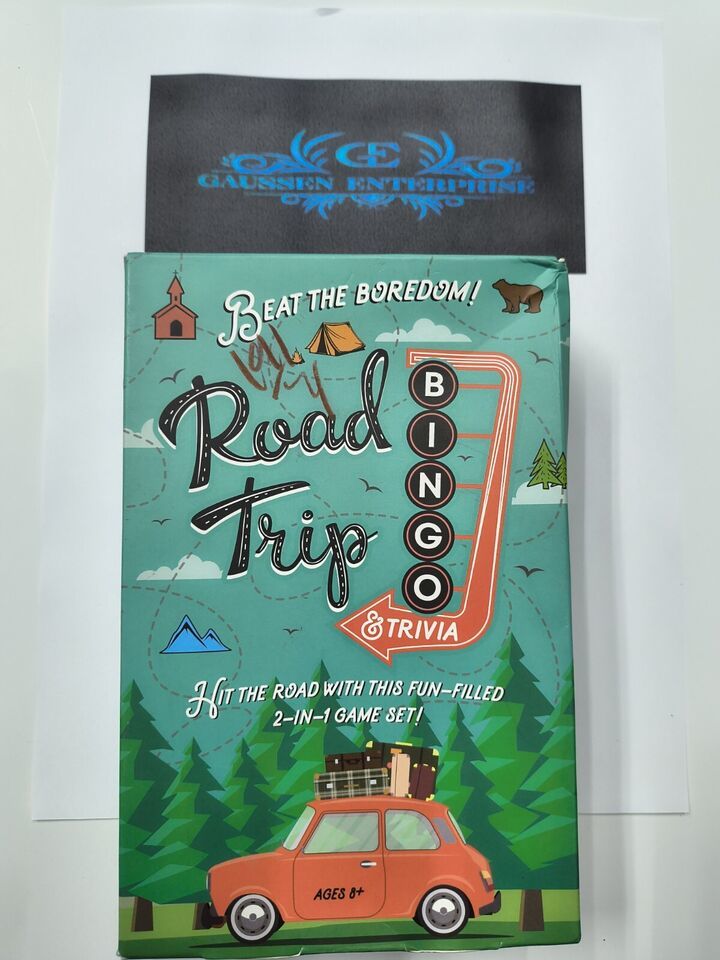 GE
GAUSSEN ENTERPRISE
BEAT THE BOREDOM!
Road
Trip
BINGO
& TRIVIA
HIT THE ROAD WITH THIS FUN-FILLED
2-IN-1 GAME SET!
AGES 8+